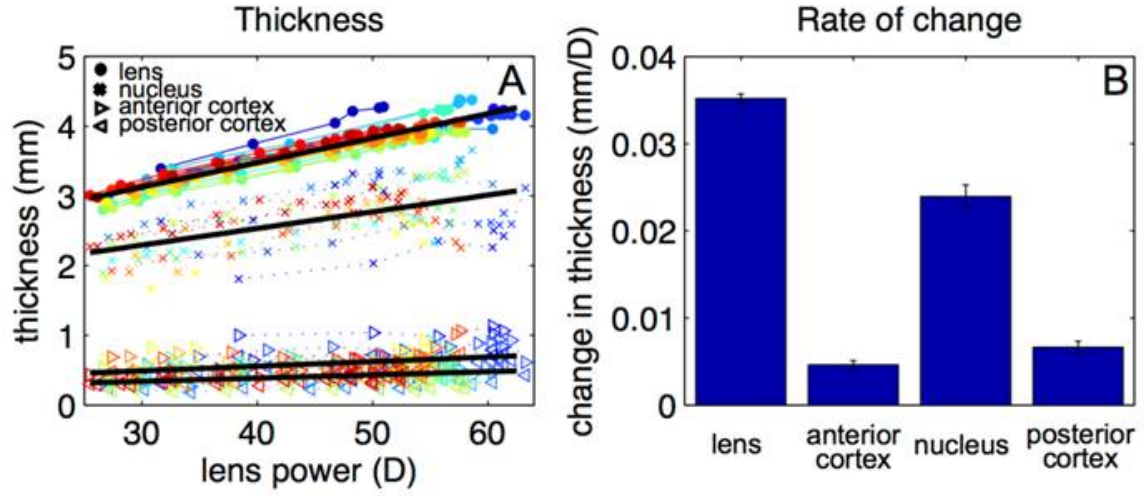 Thickness
A
lens
nucleus
anterior cortex
posterior cortex
thickness (mm)
5
4
3
2
1
0
30 40 50 60
lens power (D)
Rate of change
B
change in thickness (mm/D)
0.04
0.03
0.02
0.01
0
lens
anterior
cortex
nucleus
posterior
cortex